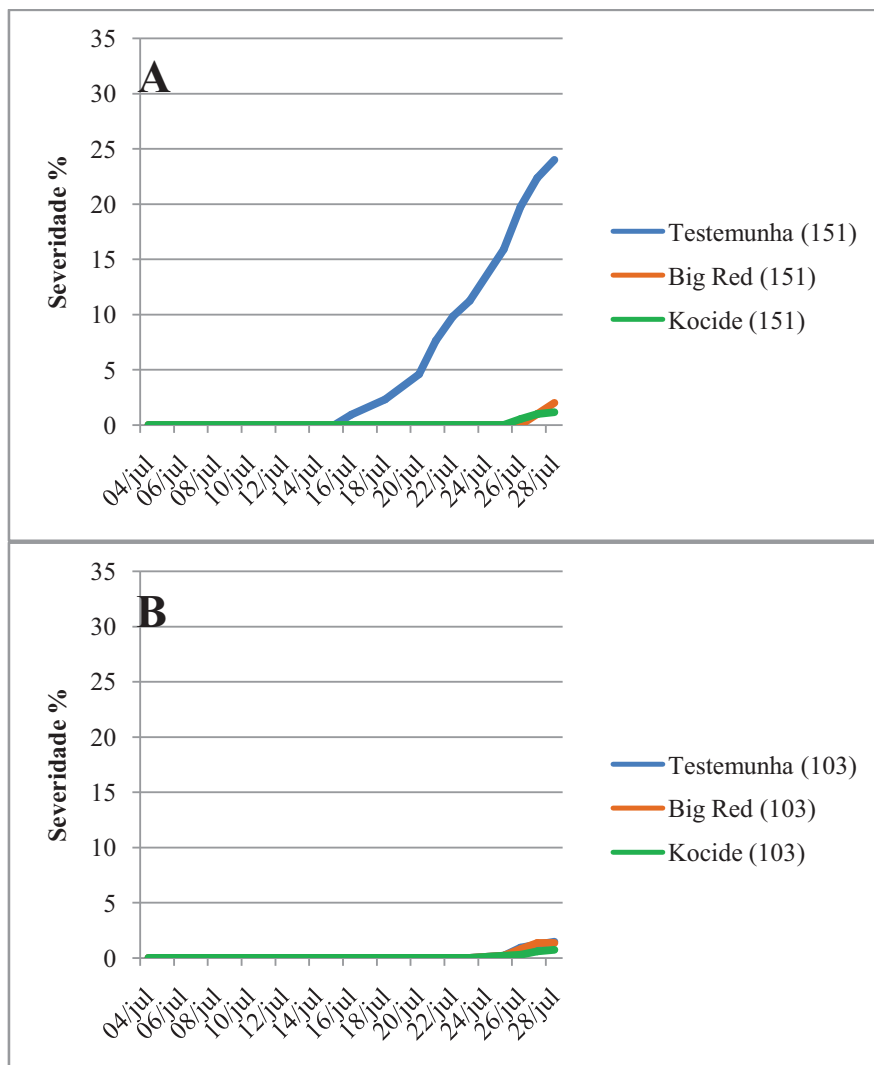 A
Severidade %
35
30
25
20
15
10
5
0
04/jul
06/jul
08/jul
10/jul
12/jul
14/jul
16/jul
18/jul
20/jul
22/jul
24/jul
26/jul
28/jul
Testemunha (151)
Big Red (151)
Kocide (151)
B
Severidade %
35
30
25
20
15
10
5
0
04/jul
06/jul
08/jul
10/jul
12/jul
14/jul
16/jul
18/jul
20/jul
22/jul
24/jul
26/jul
28/jul
Testemunha (103)
Big Red (103)
Kocide (103)